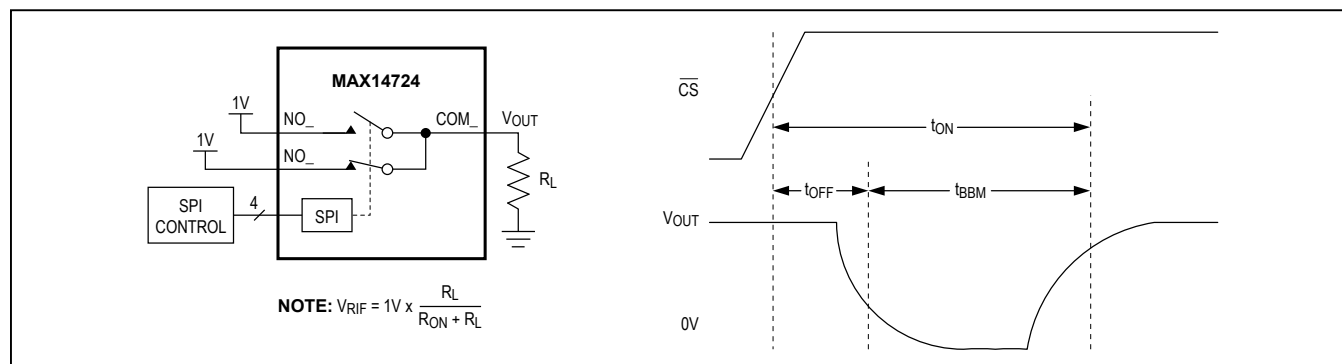 MAX14724
1V
NO_
COM_
VOUT
1V
NO_
RL
SPI CONTROL
4
SPI
NOTE: VRIF = 1V x RL / RON + RL
CS
tON
tOFF
tBBM
VOUT
0V